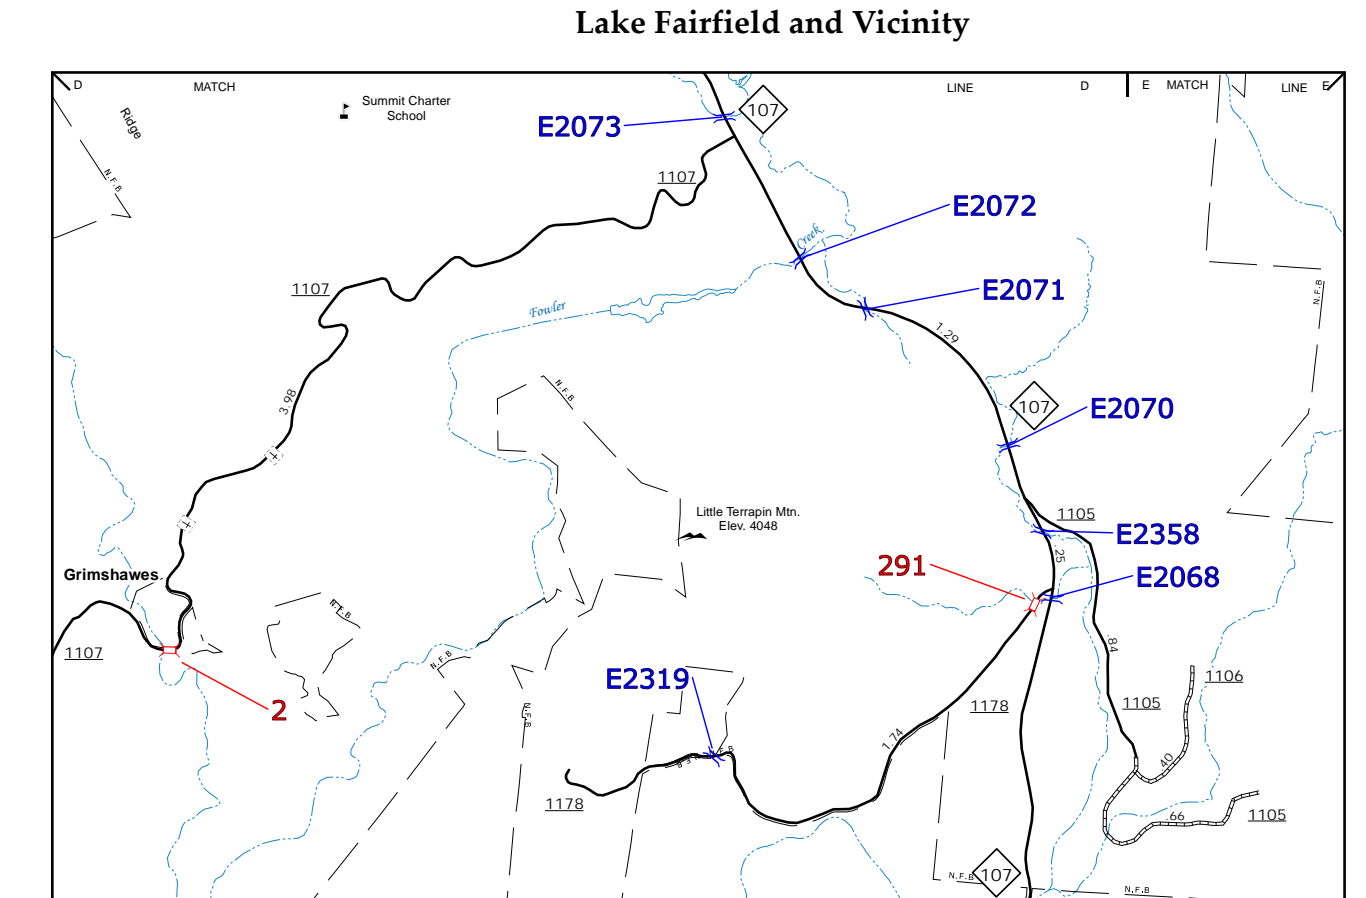 Lake Fairfield and Vicinity
D
MATCH
LINE
D
E
MATCH
LINE
E
Ridge
Summit Charter
School
107
E2073
N.F.B
1107
E2072
Creek
1107
E2071
N.F.B
Fowler
1.29
3.98
N.F.B
107
E2070
Little Terrapin Mtn.
Elev. 4048
1105
E2358
.25
291
Grimshawes
E2068
N.F.B
1107
.84
N.F.B
E2319
1106
2
N.F.B
1178
1105
1.74
N.F.B
N.F.B
.40
1178
.66
1105
107
N.F.B
N.F.B